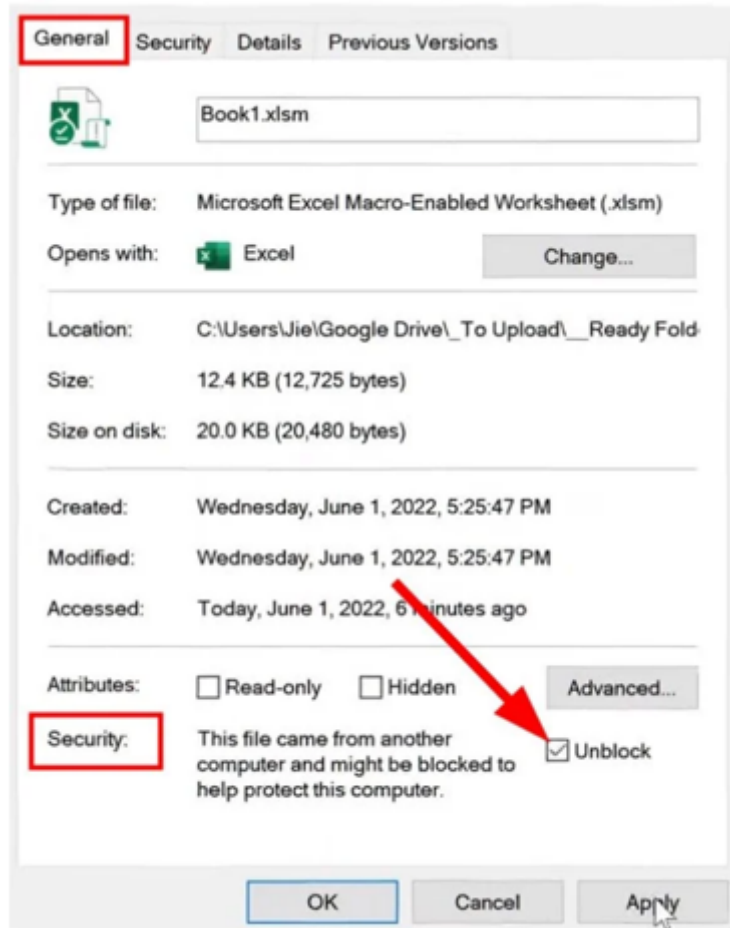 General Security Details Previous Versions
Book1.xlsm
Type of file: Microsoft Excel Macro-Enabled Worksheet (.xlsm)
Opens with: Excel Change...
Location: C:\Users\Jie\Google Drive\_To Upload\__Ready Fold
Size: 12.4 KB (12,725 bytes)
Size on disk: 20.0 KB (20,480 bytes)
Created: Wednesday, June 1, 2022, 5:25:47 PM
Modified: Wednesday, June 1, 2022, 5:25:47 PM
Accessed: Today, June 1, 2022, 6 minutes ago
Attributes: Read-only Hidden Advanced...
Security: This file came from another
computer and might be blocked to
help protect this computer.
Unblock
OK Cancel Apply